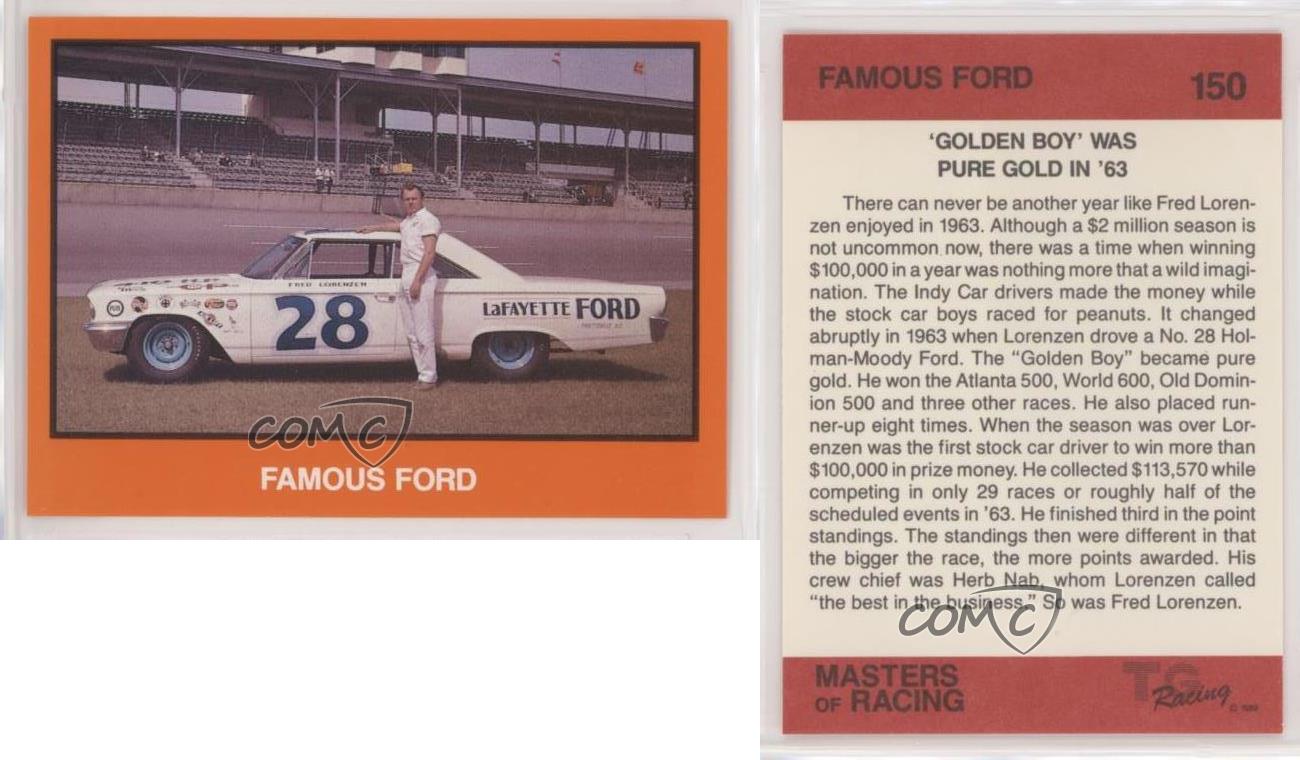 FRED LORENZEN
28
LaFAYETTE FORD
COMC
FAMOUS FORD
FAMOUS FORD
150
‘GOLDEN BOY’ WAS
PURE GOLD IN ’63
There can never be another year like Fred Loren-
zen enjoyed in 1963. Although a $2 million season is
not uncommon now, there was a time when winning
$100,000 in a year was nothing more that a wild imagi-
nation. The Indy Car drivers made the money while
the stock car boys raced for peanuts. It changed
abruptly in 1963 when Lorenzen drove a No. 28 Hol-
man-Moody Ford. The “Golden Boy” became pure
gold. He won the Atlanta 500, World 600, Old Domin-
ion 500 and three other races. He also placed run-
ner-up eight times. When the season was over Lor-
enzen was the first stock car driver to win more than
$100,000 in prize money. He collected $113,570 while
competing in only 29 races or roughly half of the
scheduled events in ’63. He finished third in the point
standings. The standings then were different in that
the bigger the race, the more points awarded. His
crew chief was Herb Nab, whom Lorenzen called
“the best in the business.” So was Fred Lorenzen.
COMC
MASTERS
OF RACING
TG
Racing